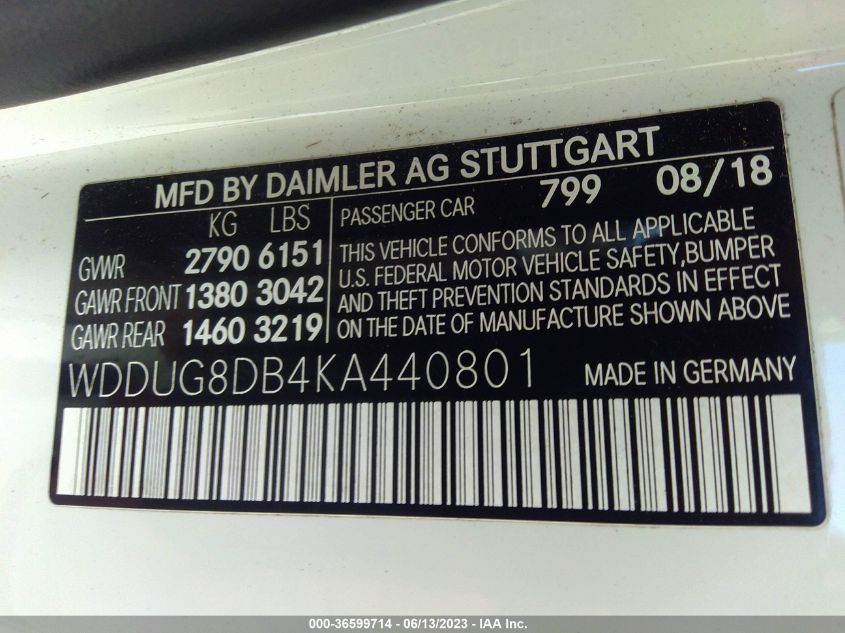 MFD BY DAIMLER AG STUTTGART
KG LBS
PASSENGER CAR 799 08/18
GVWR 2790 6151
GAWR FRONT 1380 3042
GAWR REAR 1460 3219
THIS VEHICLE CONFORMS TO ALL APPLICABLE
U.S. FEDERAL MOTOR VEHICLE SAFETY,BUMPER
AND THEFT PREVENTION STANDARDS IN EFFECT
ON THE DATE OF MANUFACTURE SHOWN ABOVE
WDDUG8DB4KA440801 MADE IN GERMANY
000-36599714 - 06/13/2023 - IAA Inc.